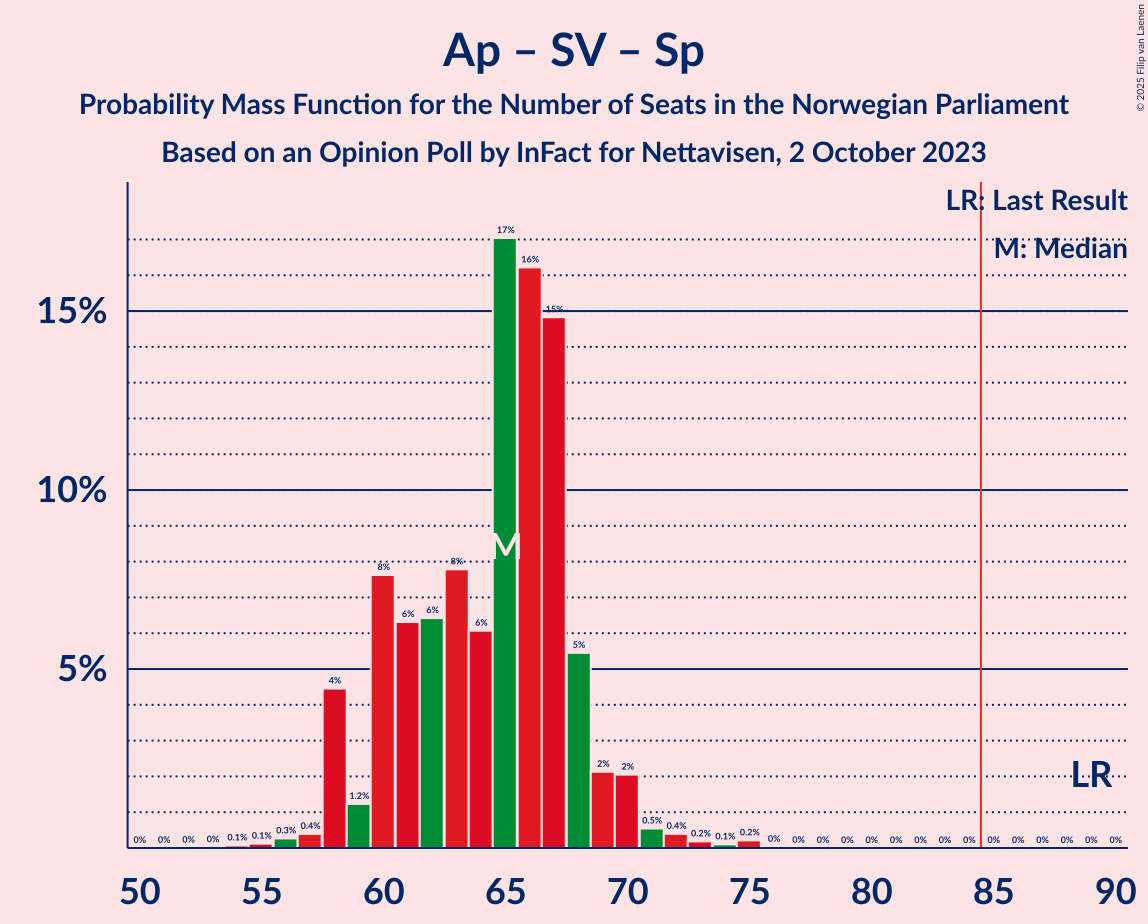 Ap – SV – Sp
Probability Mass Function for the Number of Seats in the Norwegian Parliament
Based on an Opinion Poll by InFact for Nettavisen, 2 October 2023
© 2025 Filip van Laenen
LR: Last Result
M: Median
15%
10%
5%
0% 0% 0% 0% 0.1% 0.1% 0.3% 0.4% 4% 1.2% 8% 6% 6% 8% 6% 17% 16% 15% 5% 2% 2% 0.5% 0.4% 0.2% 0.1% 0.2% 0% 0% 0% 0% 0% 0% 0% 0% 0% 0% 0% 0% 0% 0% 0%
M
LR
50 55 60 65 70 75 80 85 90